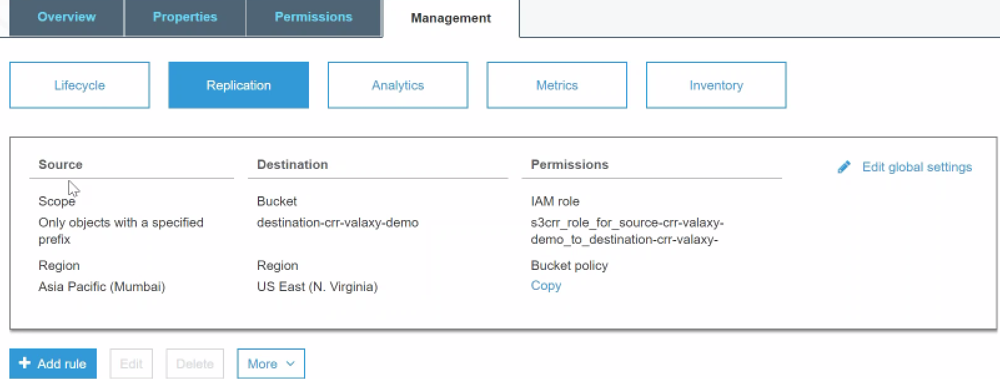 Overview Properties Permissions Management
Lifecycle Replication Analytics Metrics Inventory
Source Destination Permissions Edit global settings
Scope Bucket IAM role
Only objects with a specified destination-crr-valaxy-demo s3crr_role_for_source-crr-valaxy-
prefix demo_to_destination-crr-valaxy-
Region Region Bucket policy
Asia Pacific (Mumbai) US East (N. Virginia) Copy
+ Add rule Edit Delete More